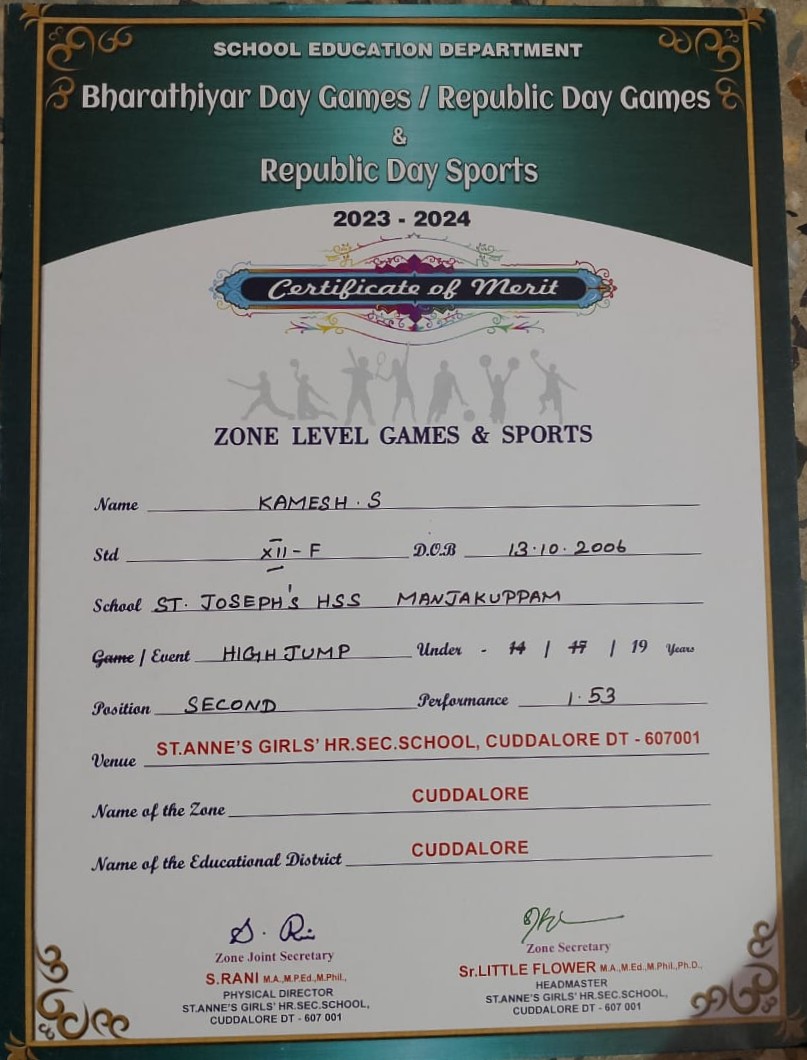 SCHOOL EDUCATION DEPARTMENT
Bharathiyar Day Games / Republic Day Games
&
Republic Day Sports
2023 - 2024
Certificate of Merit
ZONE LEVEL GAMES & SPORTS
Name KAMESH . S
Std XII - F D.O.B 13.10.2006
School ST. JOSEPH'S HSS MANJAKUPPAM
Game / Event HIGH JUMP Under - 14 / 17 / 19 Years
Position SECOND Performance 1.53
Venue ST.ANNE'S GIRLS' HR.SEC.SCHOOL, CUDDALORE DT - 607001
Name of the Zone CUDDALORE
Name of the Educational District CUDDALORE
Zone Joint Secretary
S.RANI M.A.,M.P.Ed.,M.Phil.,
PHYSICAL DIRECTOR
ST.ANNE'S GIRLS' HR.SEC.SCHOOL,
CUDDALORE DT - 607 001
Zone Secretary
Sr.LITTLE FLOWER M.A.,M.Ed.,M.Phil.,Ph.D.,
HEADMASTER
ST.ANNE'S GIRLS' HR.SEC.SCHOOL,
CUDDALORE DT - 607 001